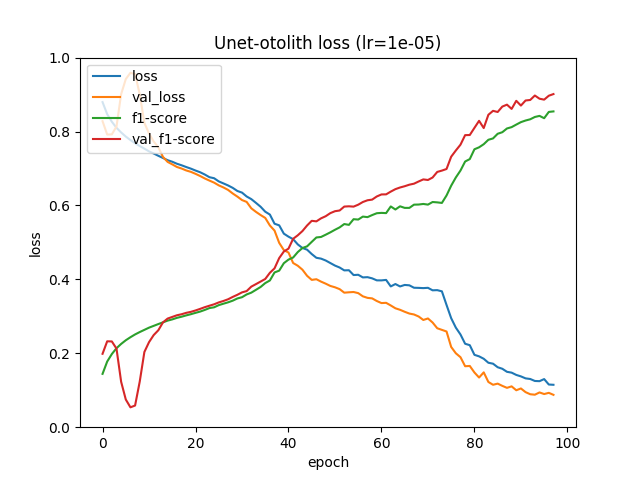 Unet-otolith loss (lr=1e-05)
loss
val_loss
f1-score
val_f1-score
1.0
0.8
0.6
0.4
0.2
0.0
loss
0 20 40 60 80 100
epoch